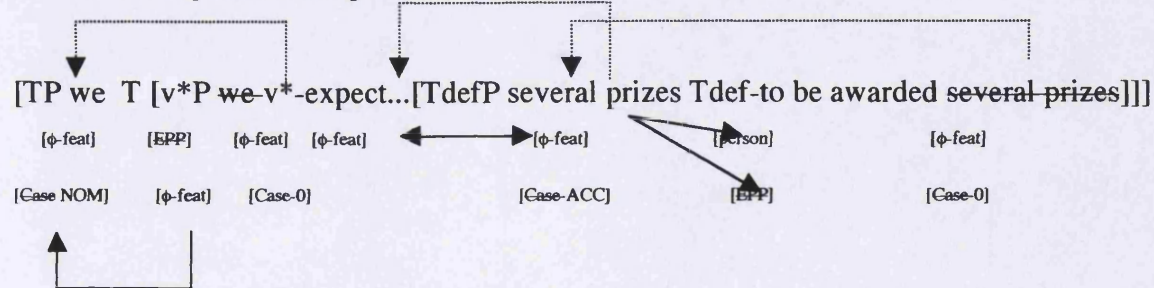 [TP we T [v*P we v*-expect...[TdefP several prizes Tdef-to be awarded several prizes]]]
[ϕ-feat] [EPP] [ϕ-feat] [ϕ-feat] [ϕ-feat] [person] [ϕ-feat]
[Case NOM] [ϕ-feat] [Case-0] [Case-ACC] [EPP] [Case-0]